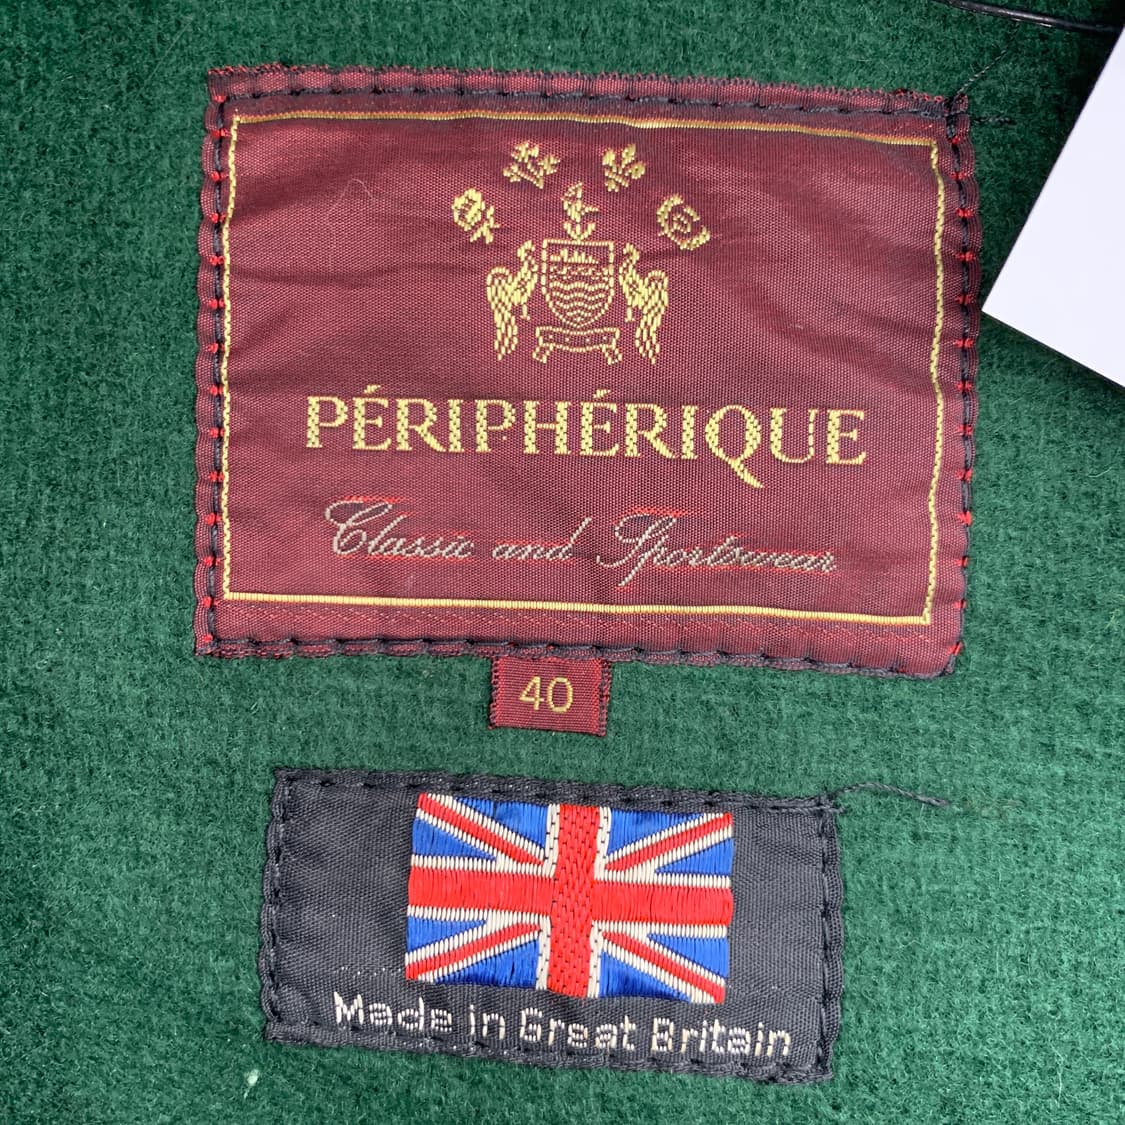 PÉRIPHÉRIQUE
Classic and Sportswear
40
Made in Great Britain